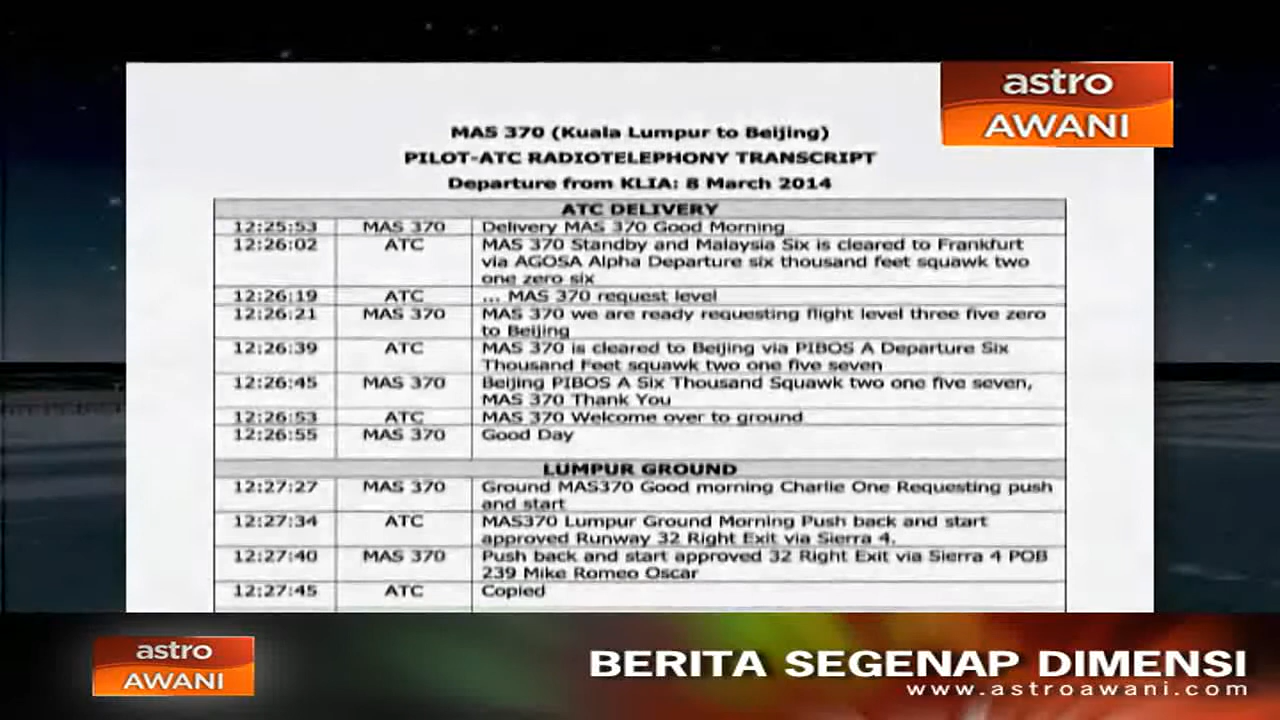 astro
AWANI
MAS 370 (Kuala Lumpur to Beijing)
PILOT-ATC RADIOTELEPHONY TRANSCRIPT
Departure from KLIA: 8 March 2014
ATC DELIVERY
12:25:53 MAS 370 Delivery MAS 370 Good Morning
12:26:02 ATC MAS 370 Standby and Malaysia Six is cleared to Frankfurt
via AGOSA Alpha Departure six thousand feet squawk two
one zero six
12:26:19 ATC ... MAS 370 request level
12:26:21 MAS 370 MAS 370 we are ready requesting flight level three five zero
to Beijing
12:26:39 ATC MAS 370 is cleared to Beijing via PIBOS A Departure Six
Thousand Feet squawk two one five seven
12:26:45 MAS 370 Beijing PIBOS A Six Thousand Squawk two one five seven,
MAS 370 Thank You
12:26:53 ATC MAS 370 Welcome over to ground
12:26:55 MAS 370 Good Day
LUMPUR GROUND
12:27:27 MAS 370 Ground MAS370 Good morning Charlie One Requesting push
and start
12:27:34 ATC MAS370 Lumpur Ground Morning Push back and start
approved Runway 32 Right Exit via Sierra 4.
12:27:40 MAS 370 Push back and start approved 32 Right Exit via Sierra 4 POB
239 Mike Romeo Oscar
12:27:45 ATC Copied
astro
AWANI
BERITA SEGENAP DIMENSI
www.astroawani.com